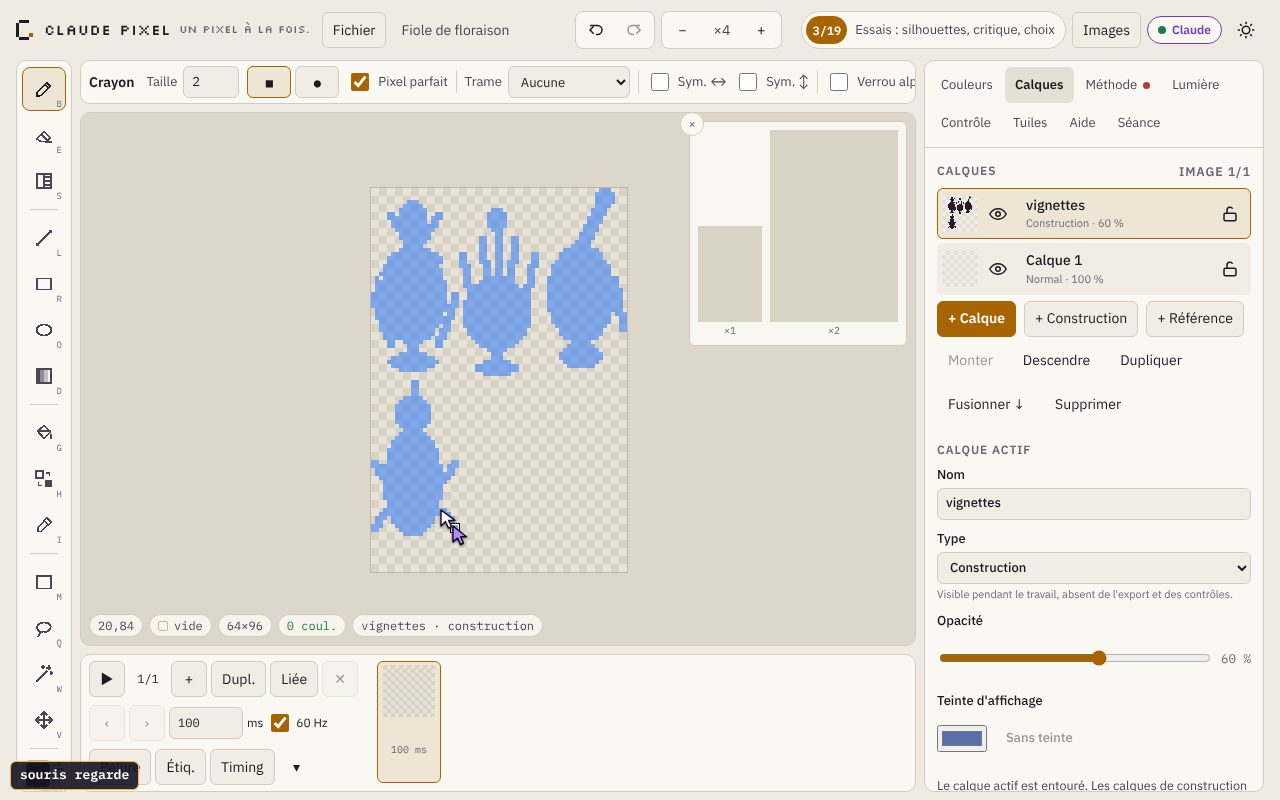 CLAUDE PIXEL UN PIXEL À LA FOIS. Fichier Fiole de floraison − ×4 + 3/19 Essais : silhouettes, critique, choix Images Claude
Crayon Taille 2 Pixel parfait Trame Aucune Sym. ↔ Sym. ↕ Verrou alp
B
E
S
L
R
O
D
G
H
I
M
Q
W
V
×
×1 ×2
20,84 vide 64×96 0 coul. vignettes · construction
1/1 + Dupl. Liée ×
‹ › 100 ms 60 Hz
Étiq. Timing ▼
100 ms
souris regarde
Couleurs Calques Méthode Lumière
Contrôle Tuiles Aide Séance
CALQUES IMAGE 1/1
vignettes
Construction · 60 %
Calque 1
Normal · 100 %
+ Calque + Construction + Référence
Monter Descendre Dupliquer
Fusionner ↓ Supprimer
CALQUE ACTIF
Nom
vignettes
Type
Construction
Visible pendant le travail, absent de l'export et des contrôles.
Opacité
60 %
Teinte d'affichage
Sans teinte
Le calque actif est entouré. Les calques de construction